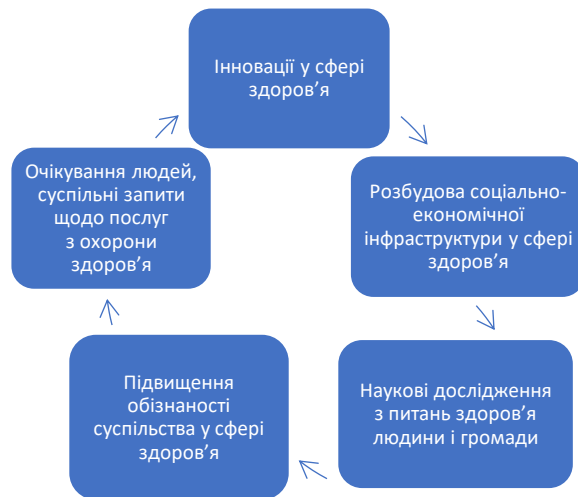 Інновації у сфері
здоров’я
Розбудова соціально-
економічної
інфраструктури у сфері
здоров’я
Наукові дослідження
з питань здоров’я
людини і громади
Підвищення
обізнаності
суспільства у сфері
здоров’я
Очікування людей,
суспільні запити
щодо послуг
з охорони
здоров’я